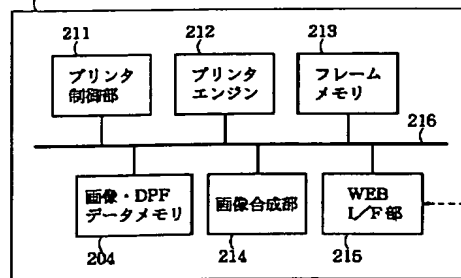 211
212
213
プリンタ
制御部
プリンタ
エンジン
フレーム
メモリ
216
画像・DPF
データメモリ
画像合成部
WEB
I/F部
204
214
215